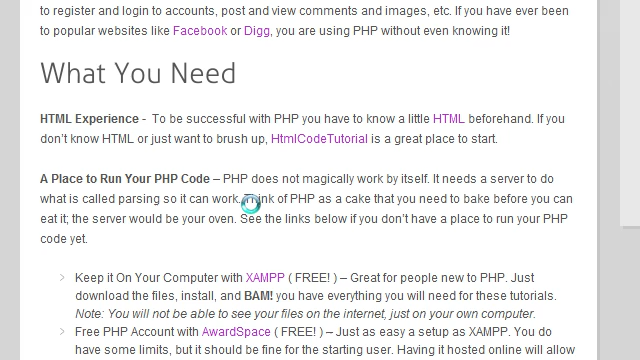 to register and login to accounts, post and view comments and images, etc. If you have ever been
to popular websites like Facebook or Digg, you are using PHP without even knowing it!
What You Need
HTML Experience - To be successful with PHP you have to know a little HTML beforehand. If you
don't know HTML or just want to brush up, HtmlCodeTutorial is a great place to start.
A Place to Run Your PHP Code – PHP does not magically work by itself. It needs a server to do
what is called parsing so it can work. Think of PHP as a cake that you need to bake before you can
eat it; the server would be your oven. See the links below if you don't have a place to run your PHP
code yet.
Keep it On Your Computer with XAMPP ( FREE! ) – Great for people new to PHP. Just
download the files, install, and BAM! you have everything you will need for these tutorials.
Note: You will not be able to see your files on the internet, just on your own computer.
Free PHP Account with AwardSpace ( FREE! ) – Just as easy a setup as XAMPP. You do
have some limits, but it should be fine for the starting user. Having it hosted online will allow